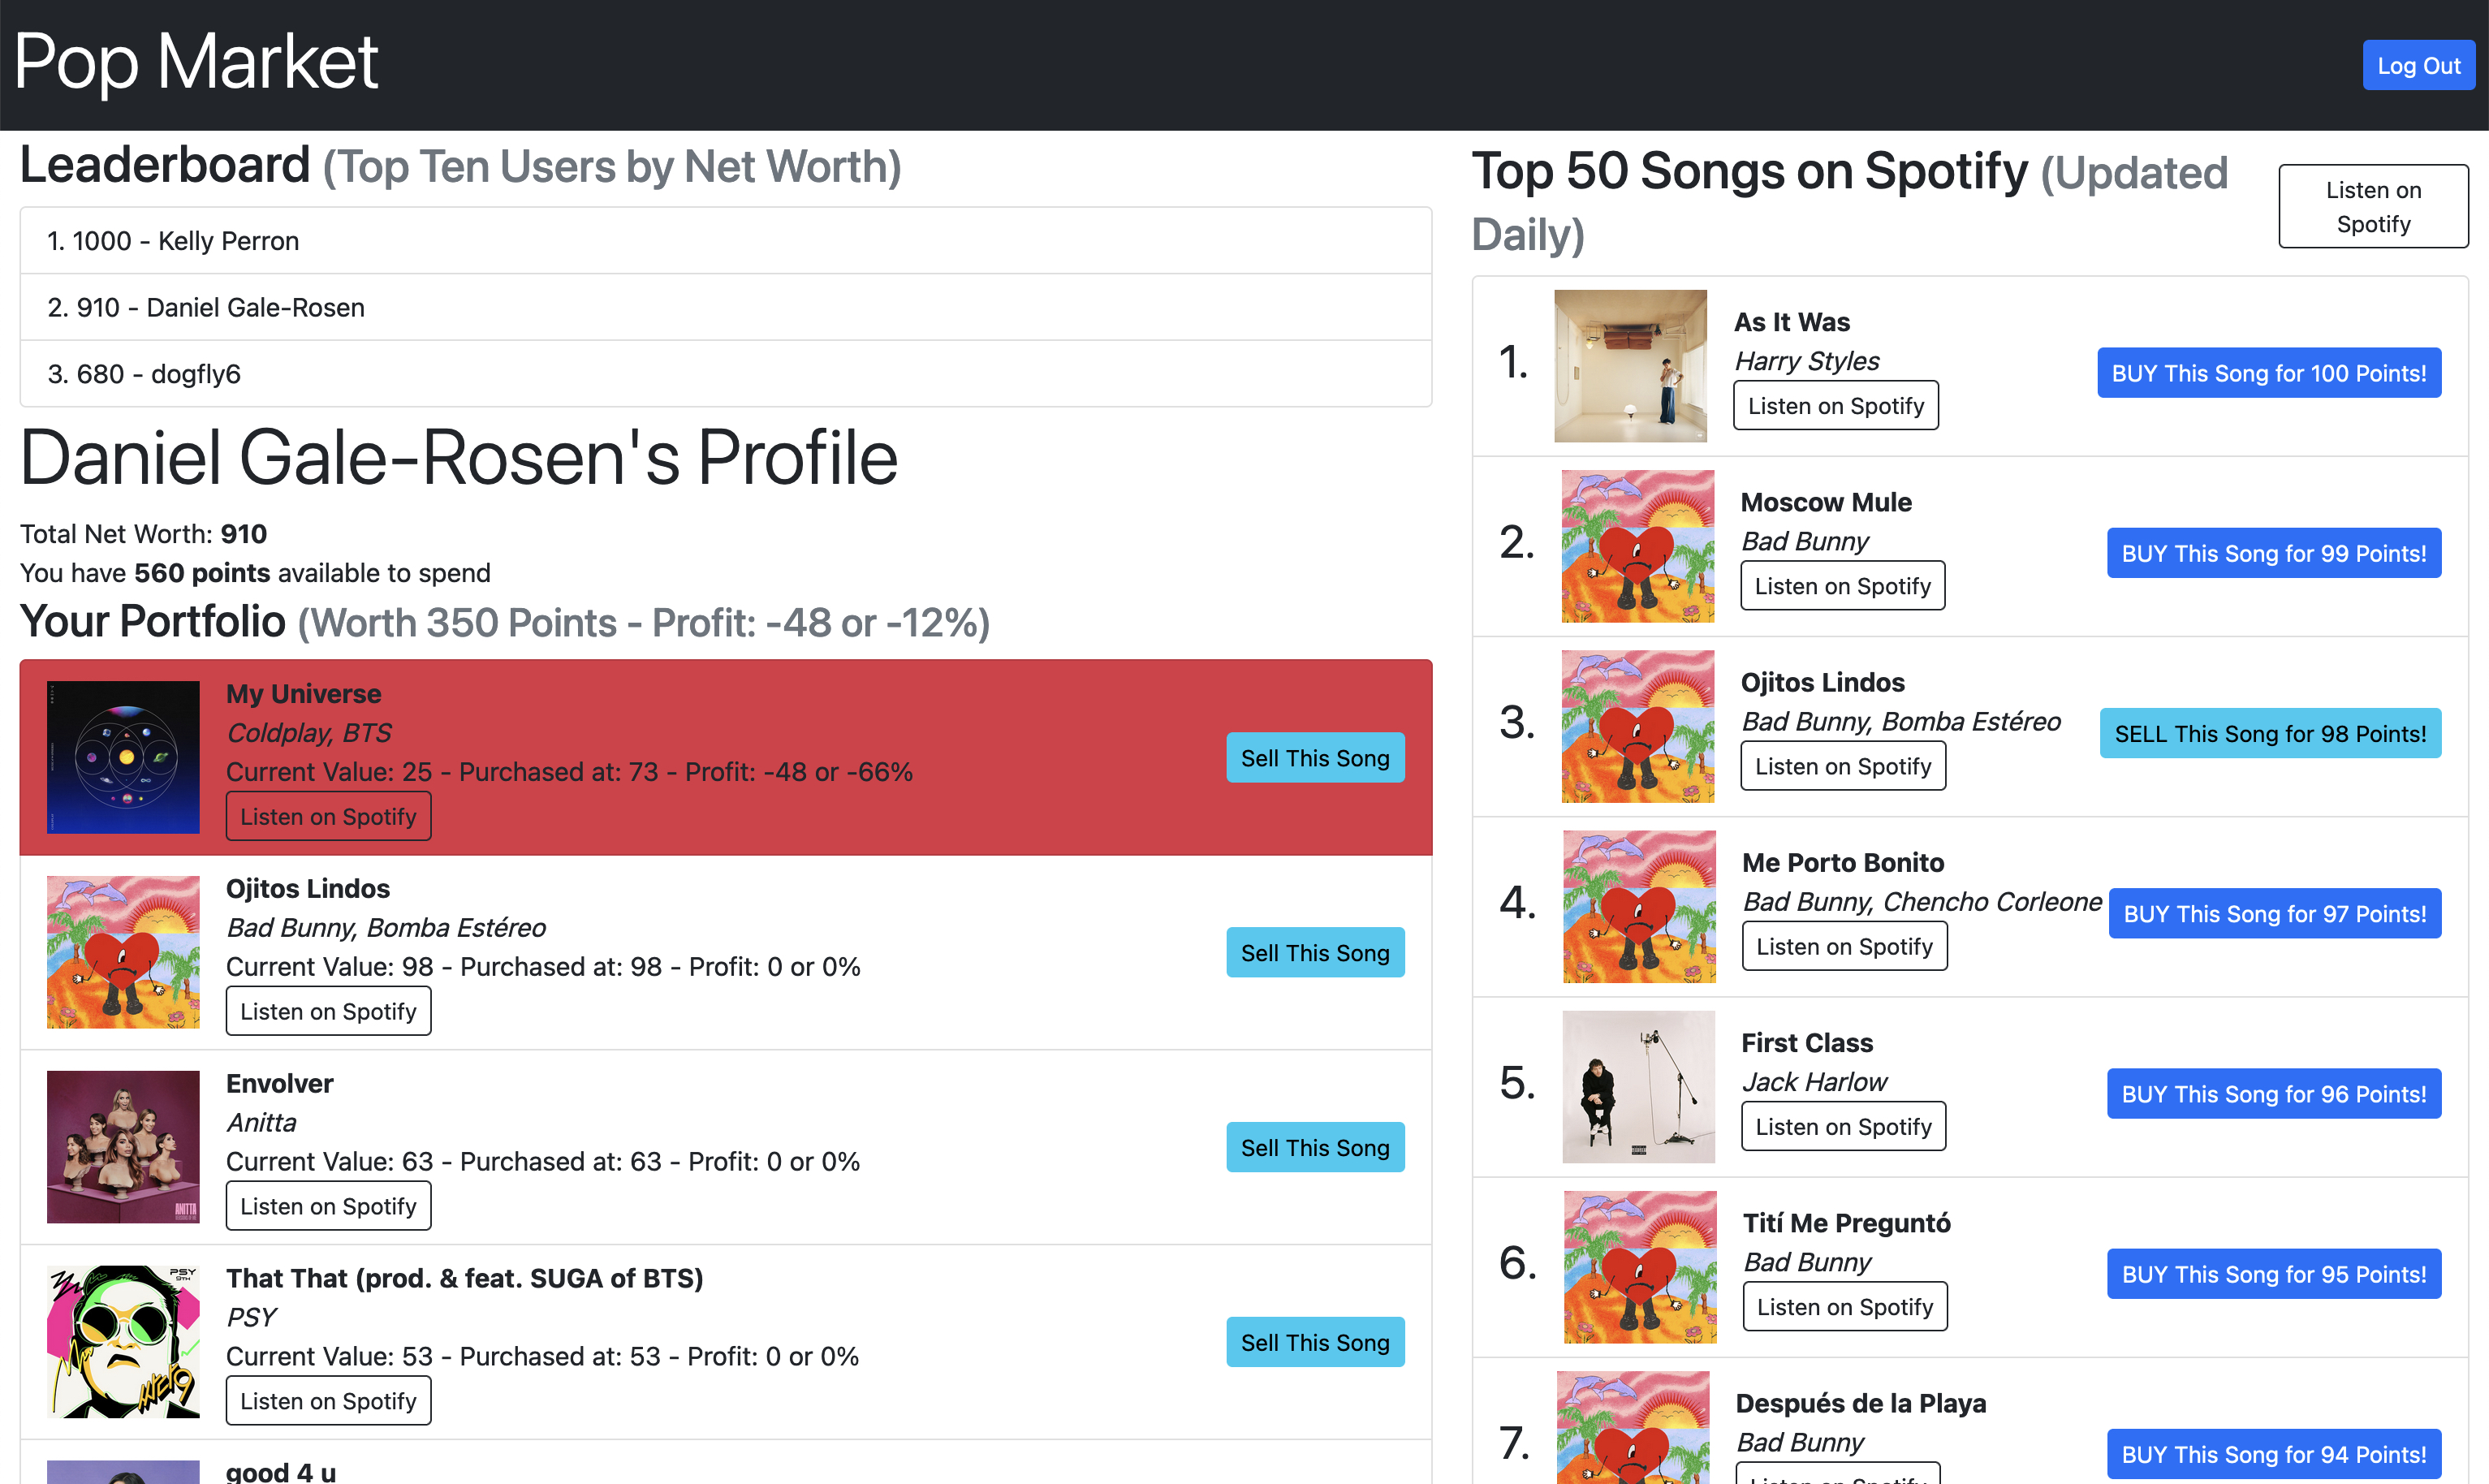 Pop Market
Log Out
Leaderboard (Top Ten Users by Net Worth)
1. 1000 - Kelly Perron
2. 910 - Daniel Gale-Rosen
3. 680 - dogfly6
Daniel Gale-Rosen's Profile
Total Net Worth: 910
You have 560 points available to spend
Your Portfolio (Worth 350 Points - Profit: -48 or -12%)
My Universe
Coldplay, BTS
Current Value: 25 - Purchased at: 73 - Profit: -48 or -66%
Listen on Spotify
Sell This Song
Ojitos Lindos
Bad Bunny, Bomba Estéreo
Current Value: 98 - Purchased at: 98 - Profit: 0 or 0%
Listen on Spotify
Sell This Song
Envolver
Anitta
Current Value: 63 - Purchased at: 63 - Profit: 0 or 0%
Listen on Spotify
Sell This Song
ANITTA
That That (prod. & feat. SUGA of BTS)
PSY
Current Value: 53 - Purchased at: 53 - Profit: 0 or 0%
Listen on Spotify
Sell This Song
PSY
9TH
good 4 u
Top 50 Songs on Spotify (Updated
Daily)
Listen on
Spotify
1.
As It Was
Harry Styles
Listen on Spotify
BUY This Song for 100 Points!
2.
Moscow Mule
Bad Bunny
Listen on Spotify
BUY This Song for 99 Points!
3.
Ojitos Lindos
Bad Bunny, Bomba Estéreo
Listen on Spotify
SELL This Song for 98 Points!
4.
Me Porto Bonito
Bad Bunny, Chencho Corleone
Listen on Spotify
BUY This Song for 97 Points!
5.
First Class
Jack Harlow
Listen on Spotify
BUY This Song for 96 Points!
6.
Tití Me Preguntó
Bad Bunny
Listen on Spotify
BUY This Song for 95 Points!
7.
Después de la Playa
Bad Bunny
Listen on Spotify
BUY This Song for 94 Points!